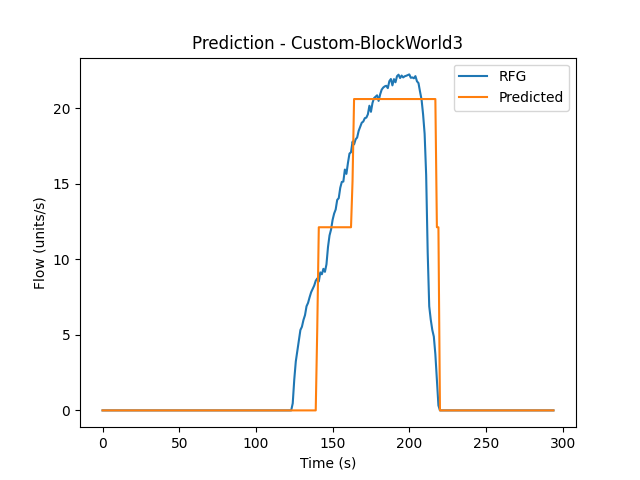 Prediction - Custom-BlockWorld3
RFG
Predicted
20
15
10
5
0
Flow (units/s)
0 50 100 150 200 250 300
Time (s)